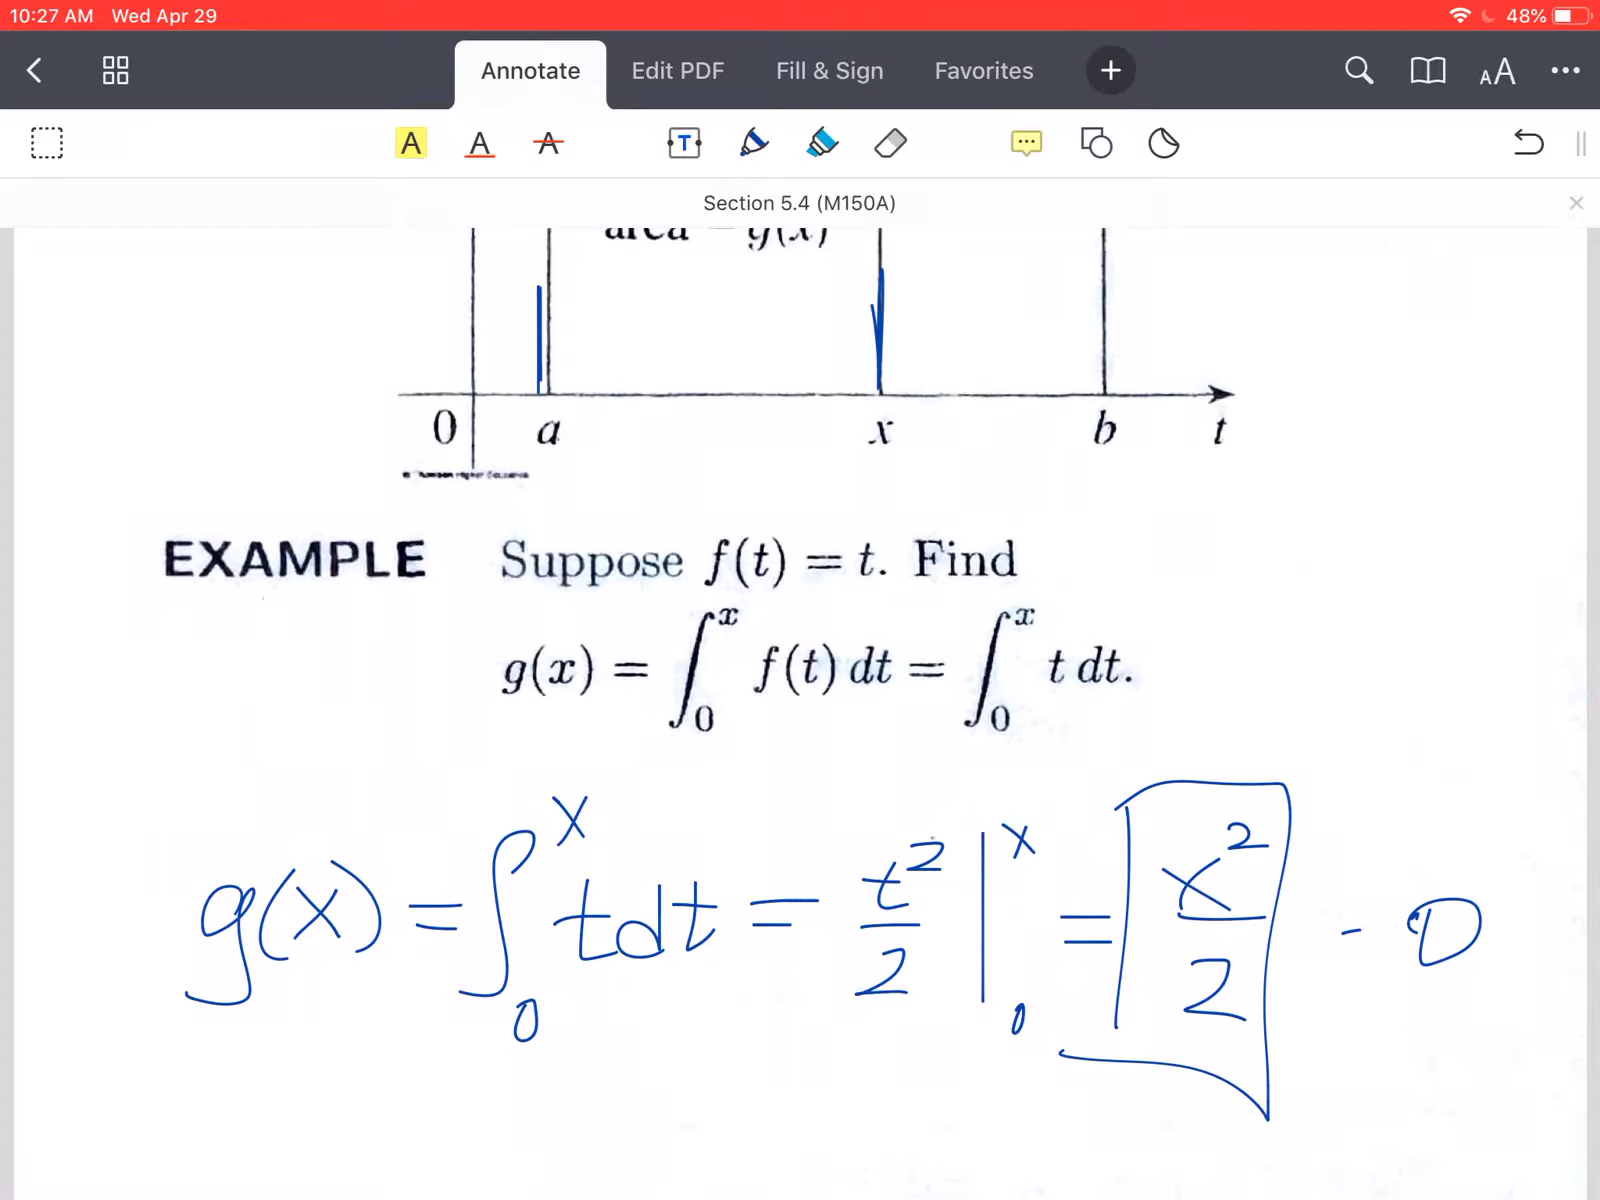 10:27 AM Wed Apr 29 48%
Annotate Edit PDF Fill & Sign Favorites +
A A A T
Section 5.4 (M150A)
area = g(x)
0 a x b t
EXAMPLE Suppose f(t) = t. Find
g(x) = ∫₀ˣ f(t) dt = ∫₀ˣ t dt.
g(x) = ∫₀ˣ t dt = t²/2 |₀ˣ = x²/2 - 0